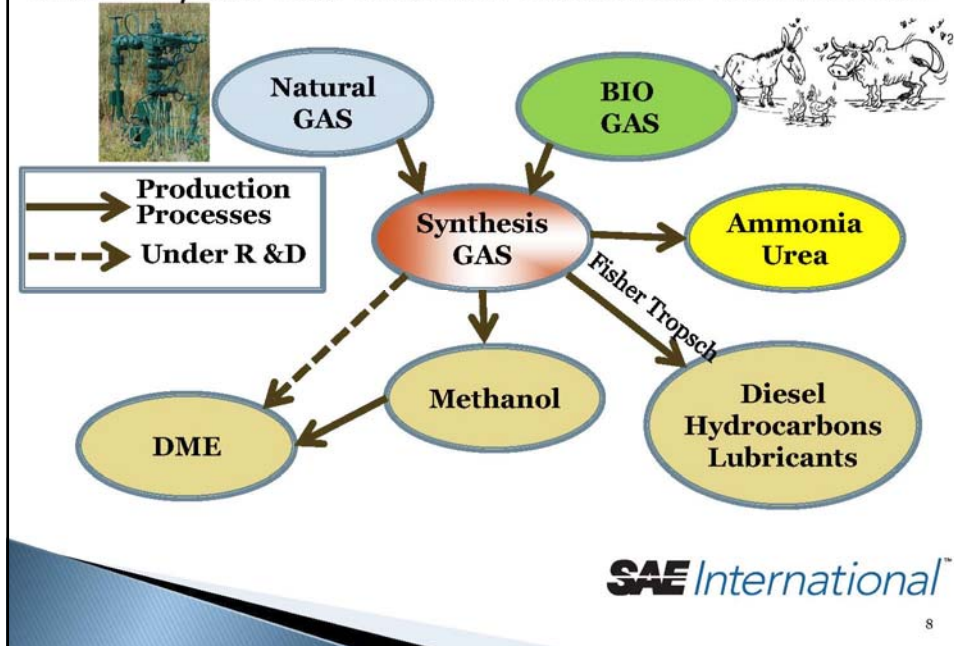 Natural
GAS
BIO
GAS
Production
Processes
Under R &D
Synthesis
GAS
Ammonia
Urea
Fisher Tropsch
Methanol
DME
Diesel
Hydrocarbons
Lubricants
SAE International™
8